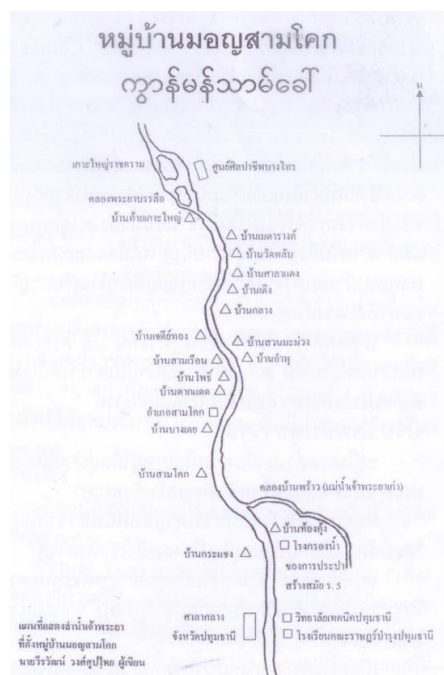 หมู่บ้านมอญสามโคก
ကွာန်မန်သာမ်ခေါ်
N
เกาะใหญ่ราชคราม
ศูนย์ศิลปาชีพบางไทร
คลองพระยาบรรลือ
บ้านท้ายเกาะใหญ่
บ้านเมตารางค์
บ้านวัดพลับ
บ้านศาลาแดง
บ้านเดิง
บ้านกลาง
บ้านเจดีย์ทอง
บ้านสวนมะม่วง
บ้านสามเรือน
บ้านอำพุ
บ้านโพธิ์
บ้านตากแดด
อำเภอสามโคก
บ้านบางเตย
บ้านสามโคก
คลองบ้านพร้าว (แม่น้ำเจ้าพระยาเก่า)
บ้านท้องคุ้ง
โรงกรองน้ำ
ของการประปา
สร้างสมัย ร. 5
บ้านกระแชง
ศาลากลาง
จังหวัดปทุมธานี
วิทยาลัยเทคนิคปทุมธานี
โรงเรียนคณะราษฎร์บำรุงปทุมธานี
แผนที่แสดงลำน้ำเจ้าพระยา
ที่ตั้งหมู่บ้านมอญสามโคก
นายวีรวัฒน์ วงศ์ศุปไทย ผู้เขียน